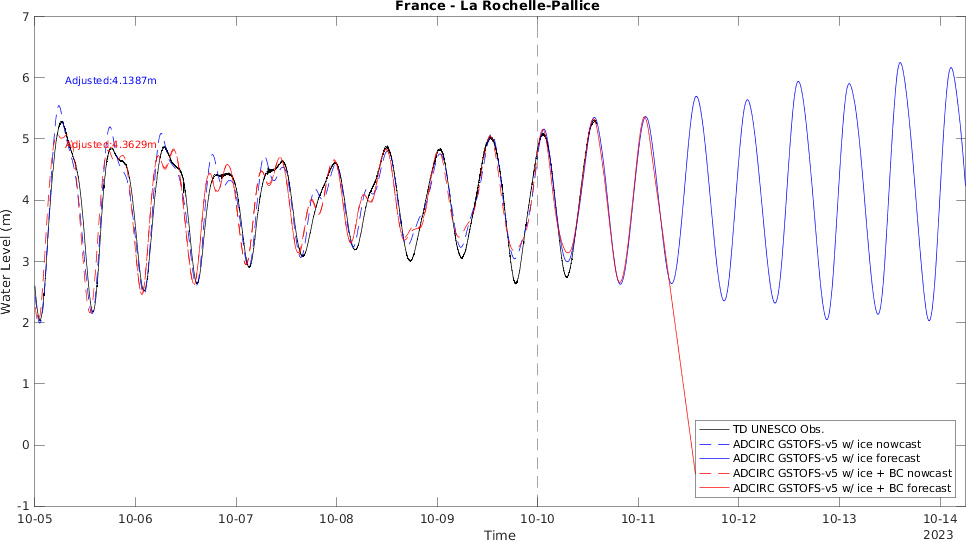 France - La Rochelle-Pallice
7
6
5
4
3
2
1
0
-1
Water Level (m)
Adjusted:4.1387m
Adjusted:4.3629m
TD UNESCO Obs.
ADCIRC GSTOFS-v5 w/ ice nowcast
ADCIRC GSTOFS-v5 w/ ice forecast
ADCIRC GSTOFS-v5 w/ ice + BC nowcast
ADCIRC GSTOFS-v5 w/ ice + BC forecast
10-05 10-06 10-07 10-08 10-09 10-10 10-11 10-12 10-13 10-14
2023
Time